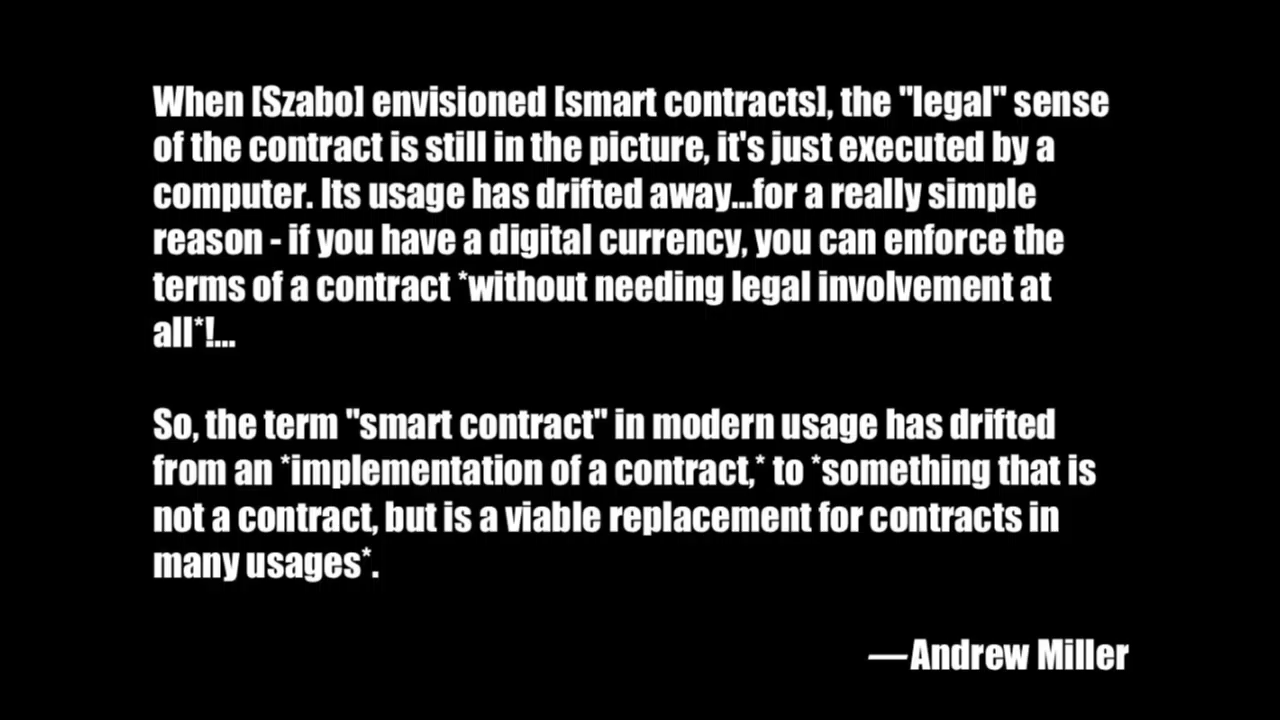 When [Szabo] envisioned [smart contracts], the "legal" sense
of the contract is still in the picture, it's just executed by a
computer. Its usage has drifted away...for a really simple
reason - if you have a digital currency, you can enforce the
terms of a contract *without needing legal involvement at
all*!...
So, the term "smart contract" in modern usage has drifted
from an *implementation of a contract,* to *something that is
not a contract, but is a viable replacement for contracts in
many usages*.
—Andrew Miller